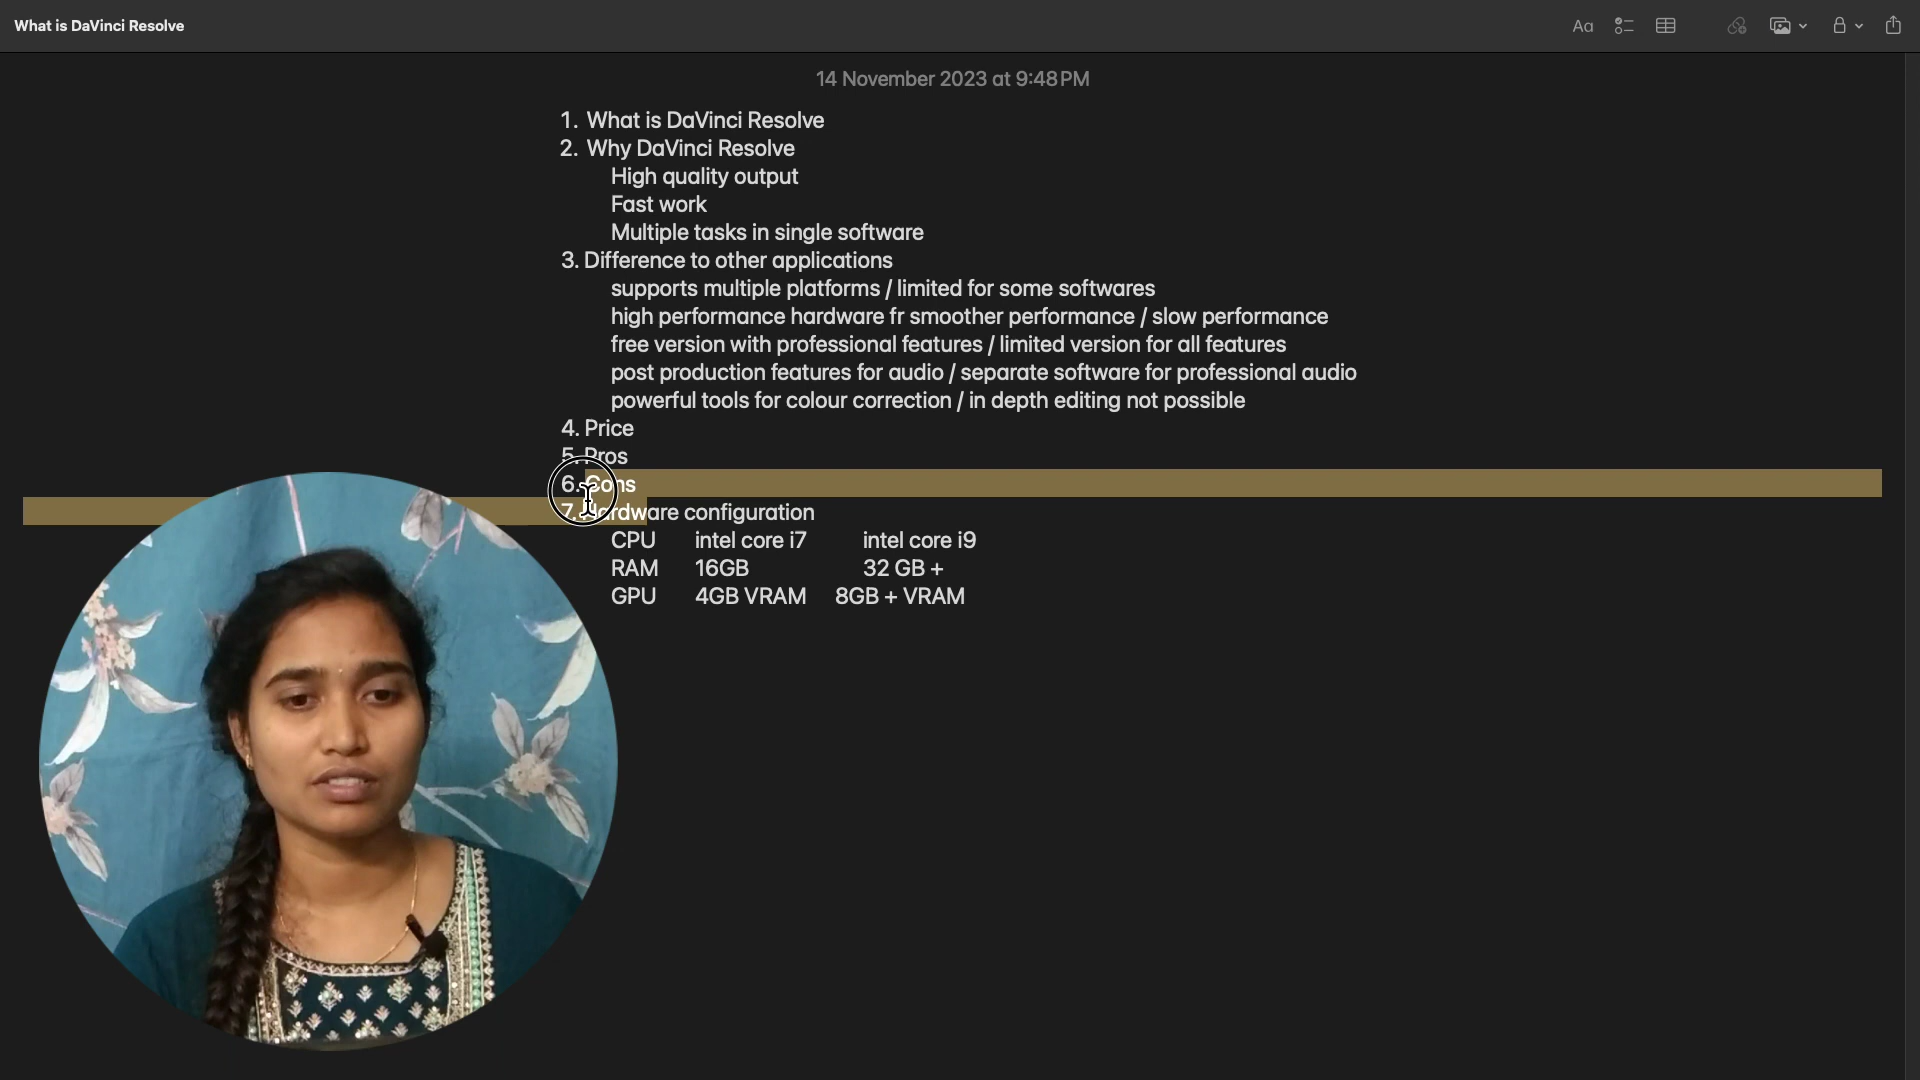 What is DaVinci Resolve
Aa
14 November 2023 at 9:48 PM
1. What is DaVinci Resolve
2. Why DaVinci Resolve
High quality output
Fast work
Multiple tasks in single software
3. Difference to other applications
supports multiple platforms / limited for some softwares
high performance hardware fr smoother performance / slow performance
free version with professional features / limited version for all features
post production features for audio / separate software for professional audio
powerful tools for colour correction / in depth editing not possible
4. Price
5. Pros
6. Cons
7. Hardware configuration
CPU intel core i7 intel core i9
RAM 16GB 32 GB +
GPU 4GB VRAM 8GB + VRAM